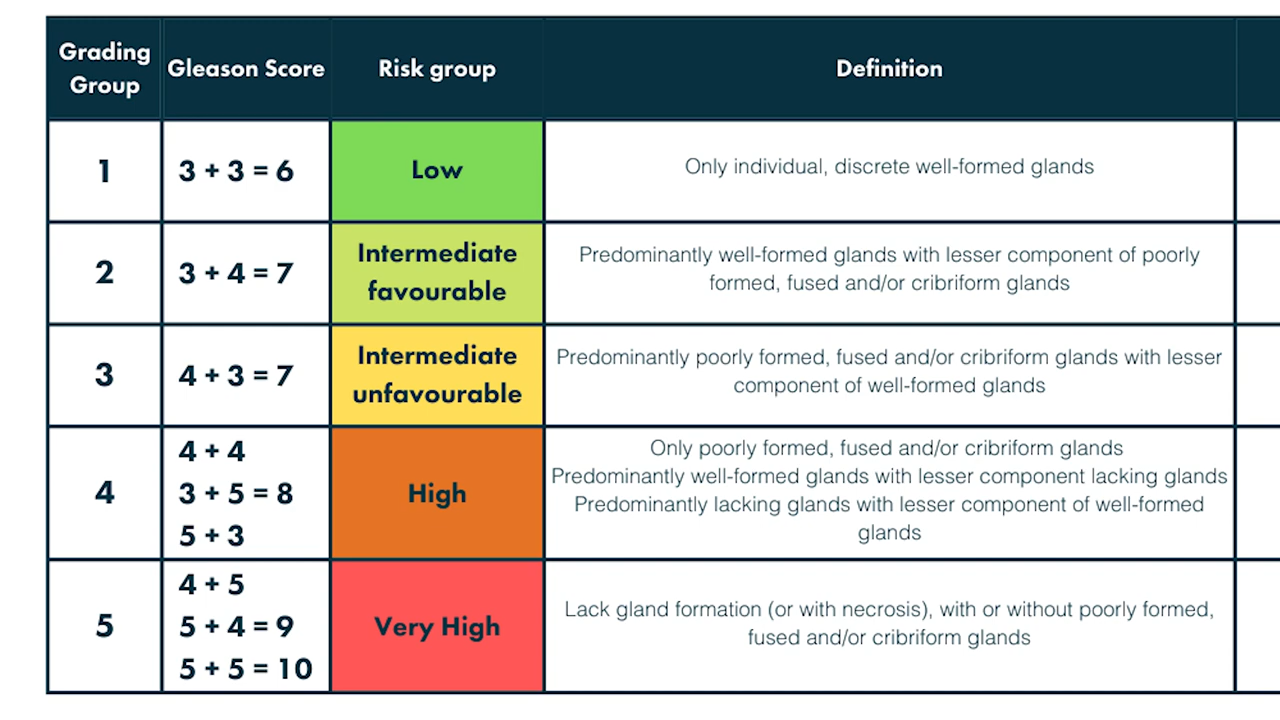 Grading
Group
Gleason Score
Risk group
Definition
1
3 + 3 = 6
Low
Only individual, discrete well-formed glands
2
3 + 4 = 7
Intermediate
favourable
Predominantly well-formed glands with lesser component of poorly
formed, fused and/or cribriform glands
3
4 + 3 = 7
Intermediate
unfavourable
Predominantly poorly formed, fused and/or cribriform glands with lesser
component of well-formed glands
4
4 + 4
3 + 5 = 8
5 + 3
High
Only poorly formed, fused and/or cribriform glands
Predominantly well-formed glands with lesser component lacking glands
Predominantly lacking glands with lesser component of well-formed
glands
5
4 + 5
5 + 4 = 9
5 + 5 = 10
Very High
Lack gland formation (or with necrosis), with or without poorly formed,
fused and/or cribriform glands